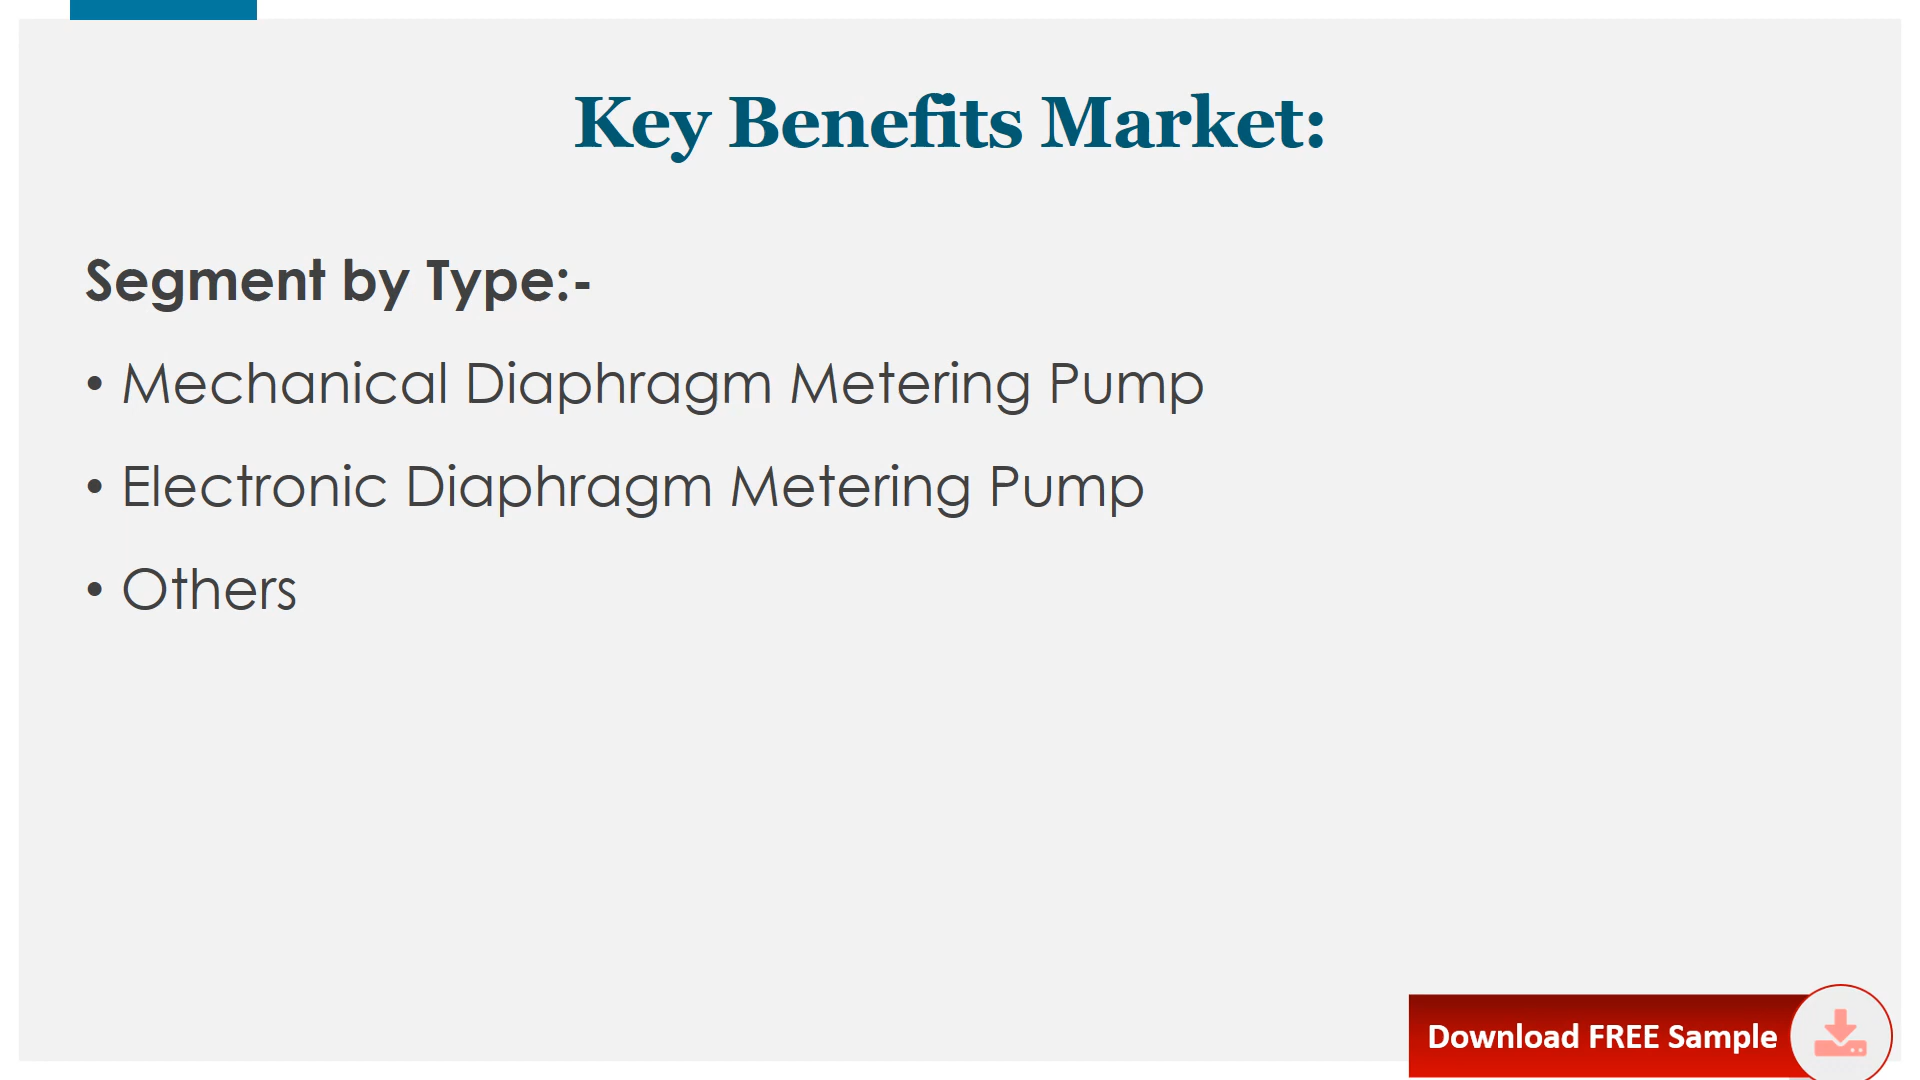 Key Benefits Market:
Segment by Type:-
• Mechanical Diaphragm Metering Pump
• Electronic Diaphragm Metering Pump
• Others
Download FREE Sample